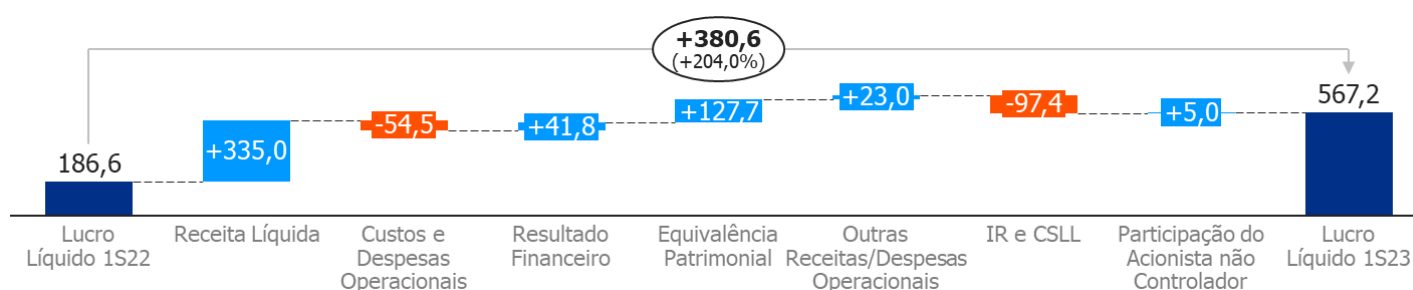 +380,6
(+204,0%)
186,6
+335,0
-54,5
+41,8
+127,7
+23,0
-97,4
+5,0
567,2
Lucro
Líquido 1S22
Receita Líquida
Custos e
Despesas
Operacionais
Resultado
Financeiro
Equivalência
Patrimonial
Outras
Receitas/Despesas
Operacionais
IR e CSLL
Participação do
Acionista não
Controlador
Lucro
Líquido 1S23